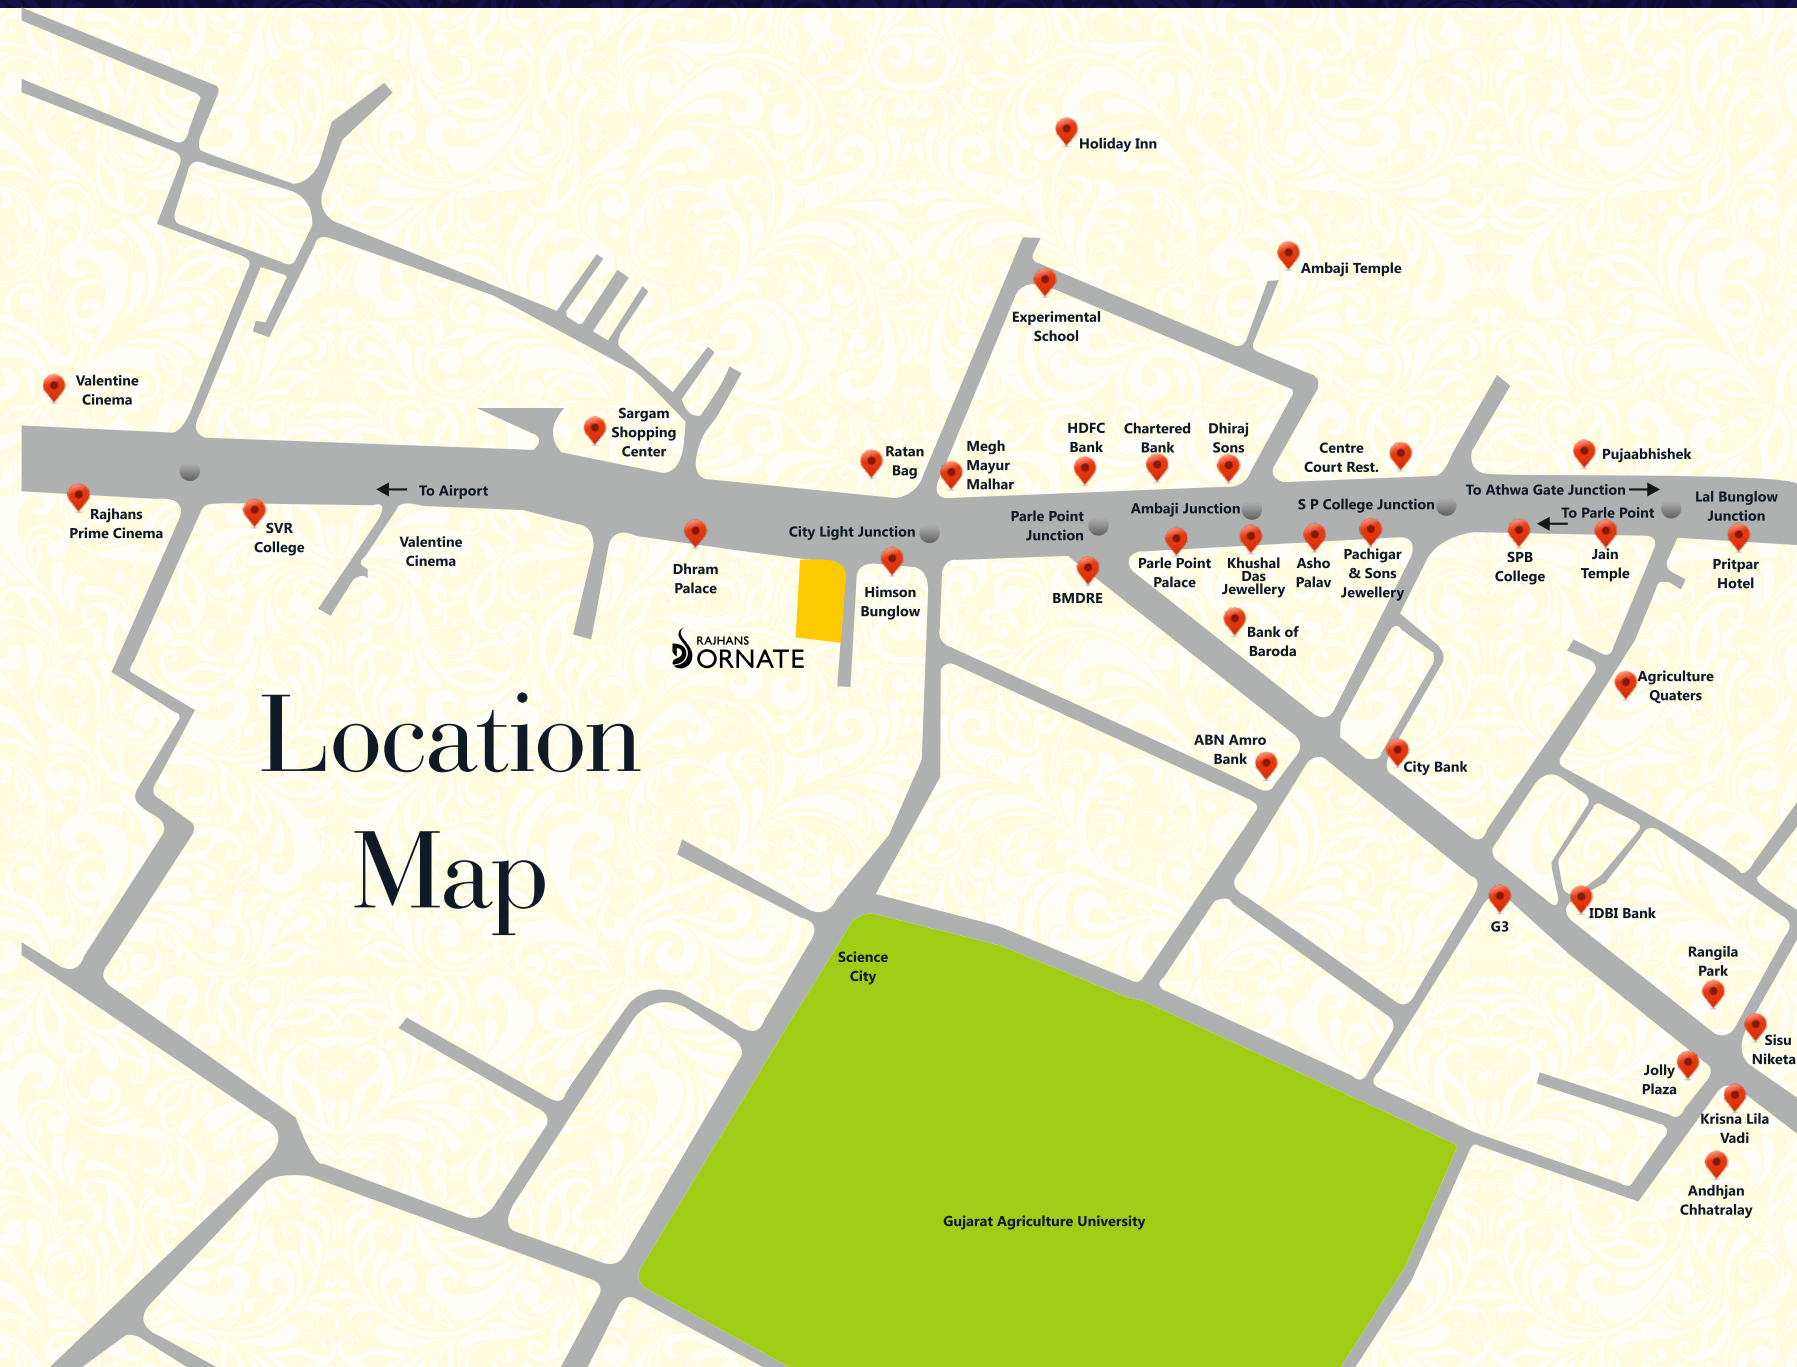 Holiday Inn
Ambaji Temple
Experimental
School
Valentine
Cinema
Sargam
Shopping
Center
Ratan
Bag
Megh
Mayur
Malhar
HDFC
Bank
Chartered
Bank
Dhiraj
Sons
Centre
Court Rest.
Pujaabhishek
To Airport
To Athwa Gate Junction
Lal Bunglow
Junction
Rajhans
Prime Cinema
SVR
College
Valentine
Cinema
City Light Junction
Parle Point
Junction
Ambaji Junction
S P College Junction
To Parle Point
Dhram
Palace
Himson
Bunglow
BMDRE
Parle Point
Palace
Khushal
Das
Jewellery
Asho
Palav
Pachigar
& Sons
Jewellery
SPB
College
Jain
Temple
Pritpar
Hotel
RAJHANS
ORNATE
Bank of
Baroda
Agriculture
Quaters
Location
Map
ABN Amro
Bank
City Bank
G3
IDBI Bank
Science
City
Rangila
Park
Sisu
Niketa
Jolly
Plaza
Krisna Lila
Vadi
Andhjan
Chhatralay
Gujarat Agriculture University